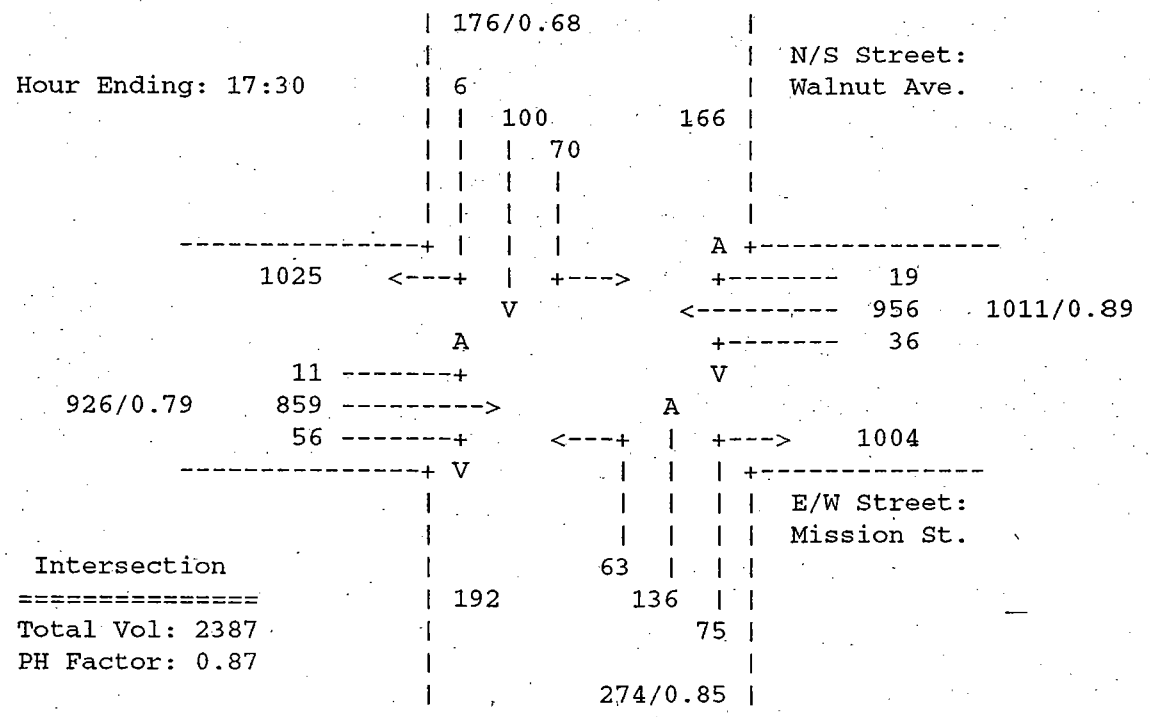 176/0.68
N/S Street:
Hour Ending: 17:30 6 Walnut Ave.
100 166
70
A
1025 <---+ | +---> +------- 19
V <--------- 956 1011/0.89
A +------- 36
11 -------+ V
926/0.79 859 ---------> A
56 -------+ <---+ | +---> 1004
V
E/W Street:
Mission St.
Intersection 63
=============== 192 136
Total Vol: 2387 75
PH Factor: 0.87
274/0.85